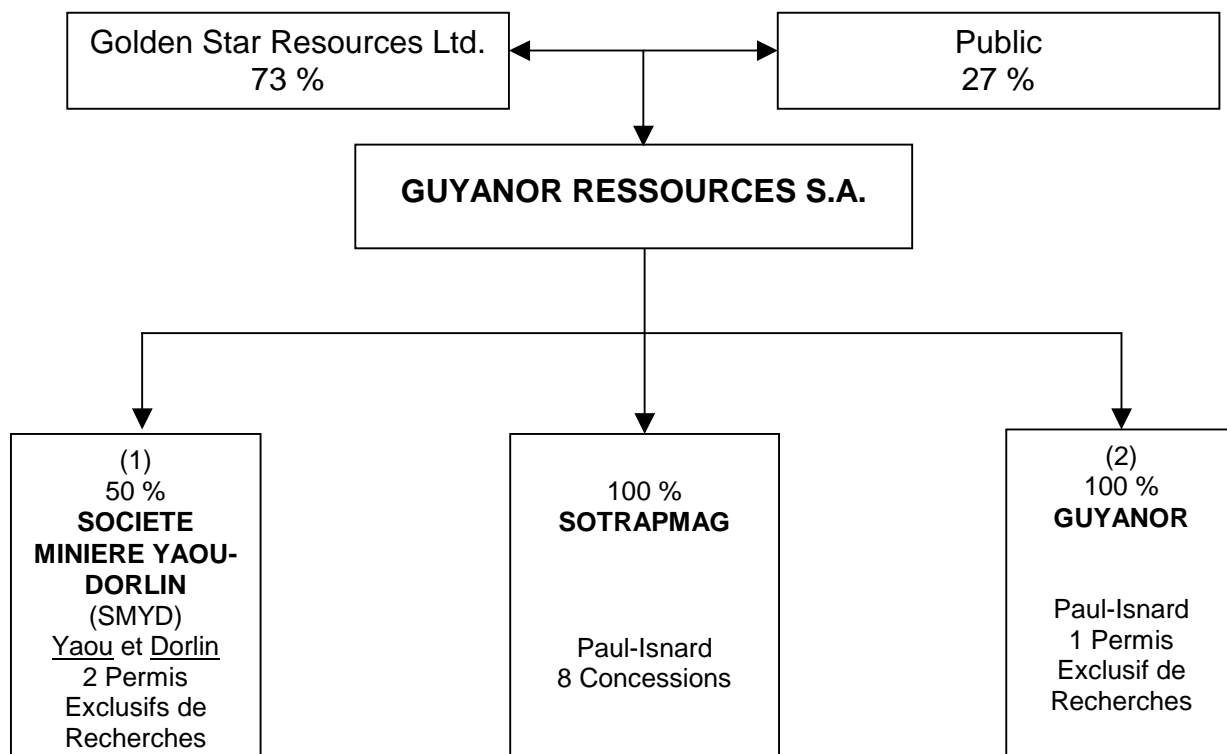 Golden Star Resources Ltd.
73 %
Public
27 %
GUYANOR RESSOURCES S.A.
(1)
50 %
SOCIETE
MINIERE YAOU-
DORLIN
(SMYD)
Yaou et Dorlin
2 Permis
Exclusifs de
Recherches
100 %
SOTRAPMAG
Paul-Isnard
8 Concessions
(2)
100 %
GUYANOR
Paul-Isnard
1 Permis
Exclusif de
Recherches